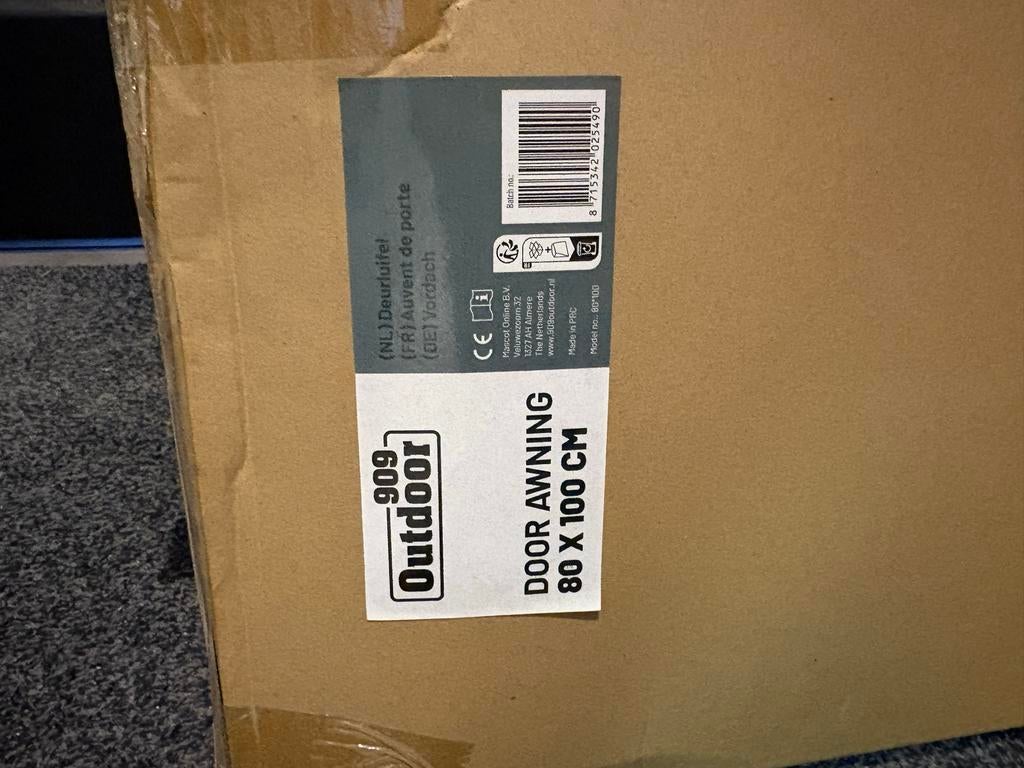 909
Outdoor
DOOR AWNING
80 X 100 CM
(NL) Deurluifel
(FR) Auvent de porte
(DE) Vordach
CE
Mascot Online B.V.
Veluwezoom 32
1327 AH Almere
The Netherlands
www.909outdoor.nl
Made in PRC
Model no.: 80*100
Batch no.:
8 715342 025490